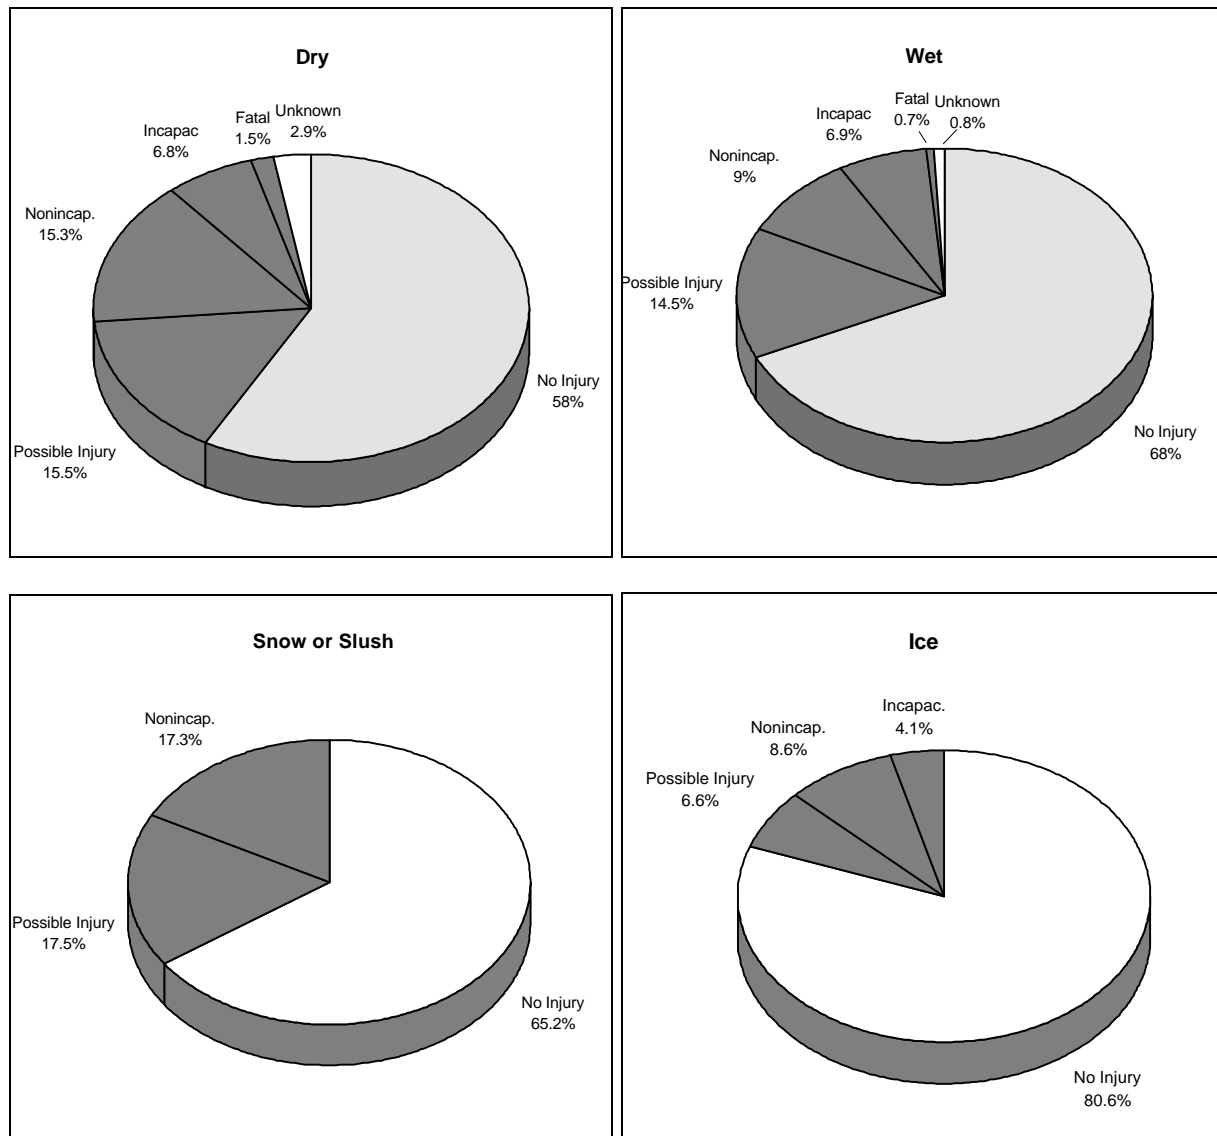 Dry
Fatal
1.5%
Unknown
2.9%
Incapac
6.8%
Nonincap.
15.3%
No Injury
58%
Possible Injury
15.5%
Wet
Fatal
0.7%
Unknown
0.8%
Incapac
6.9%
Nonincap.
9%
Possible Injury
14.5%
No Injury
68%
Snow or Slush
Nonincap.
17.3%
Possible Injury
17.5%
No Injury
65.2%
Ice
Incapac.
4.1%
Nonincap.
8.6%
Possible Injury
6.6%
No Injury
80.6%